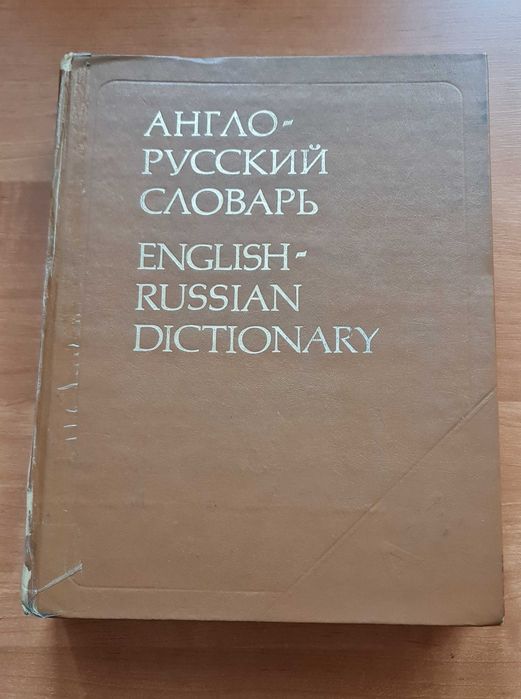 АНГЛО-
РУССКИЙ
СЛОВАРЬ
ENGLISH-
RUSSIAN
DICTIONARY